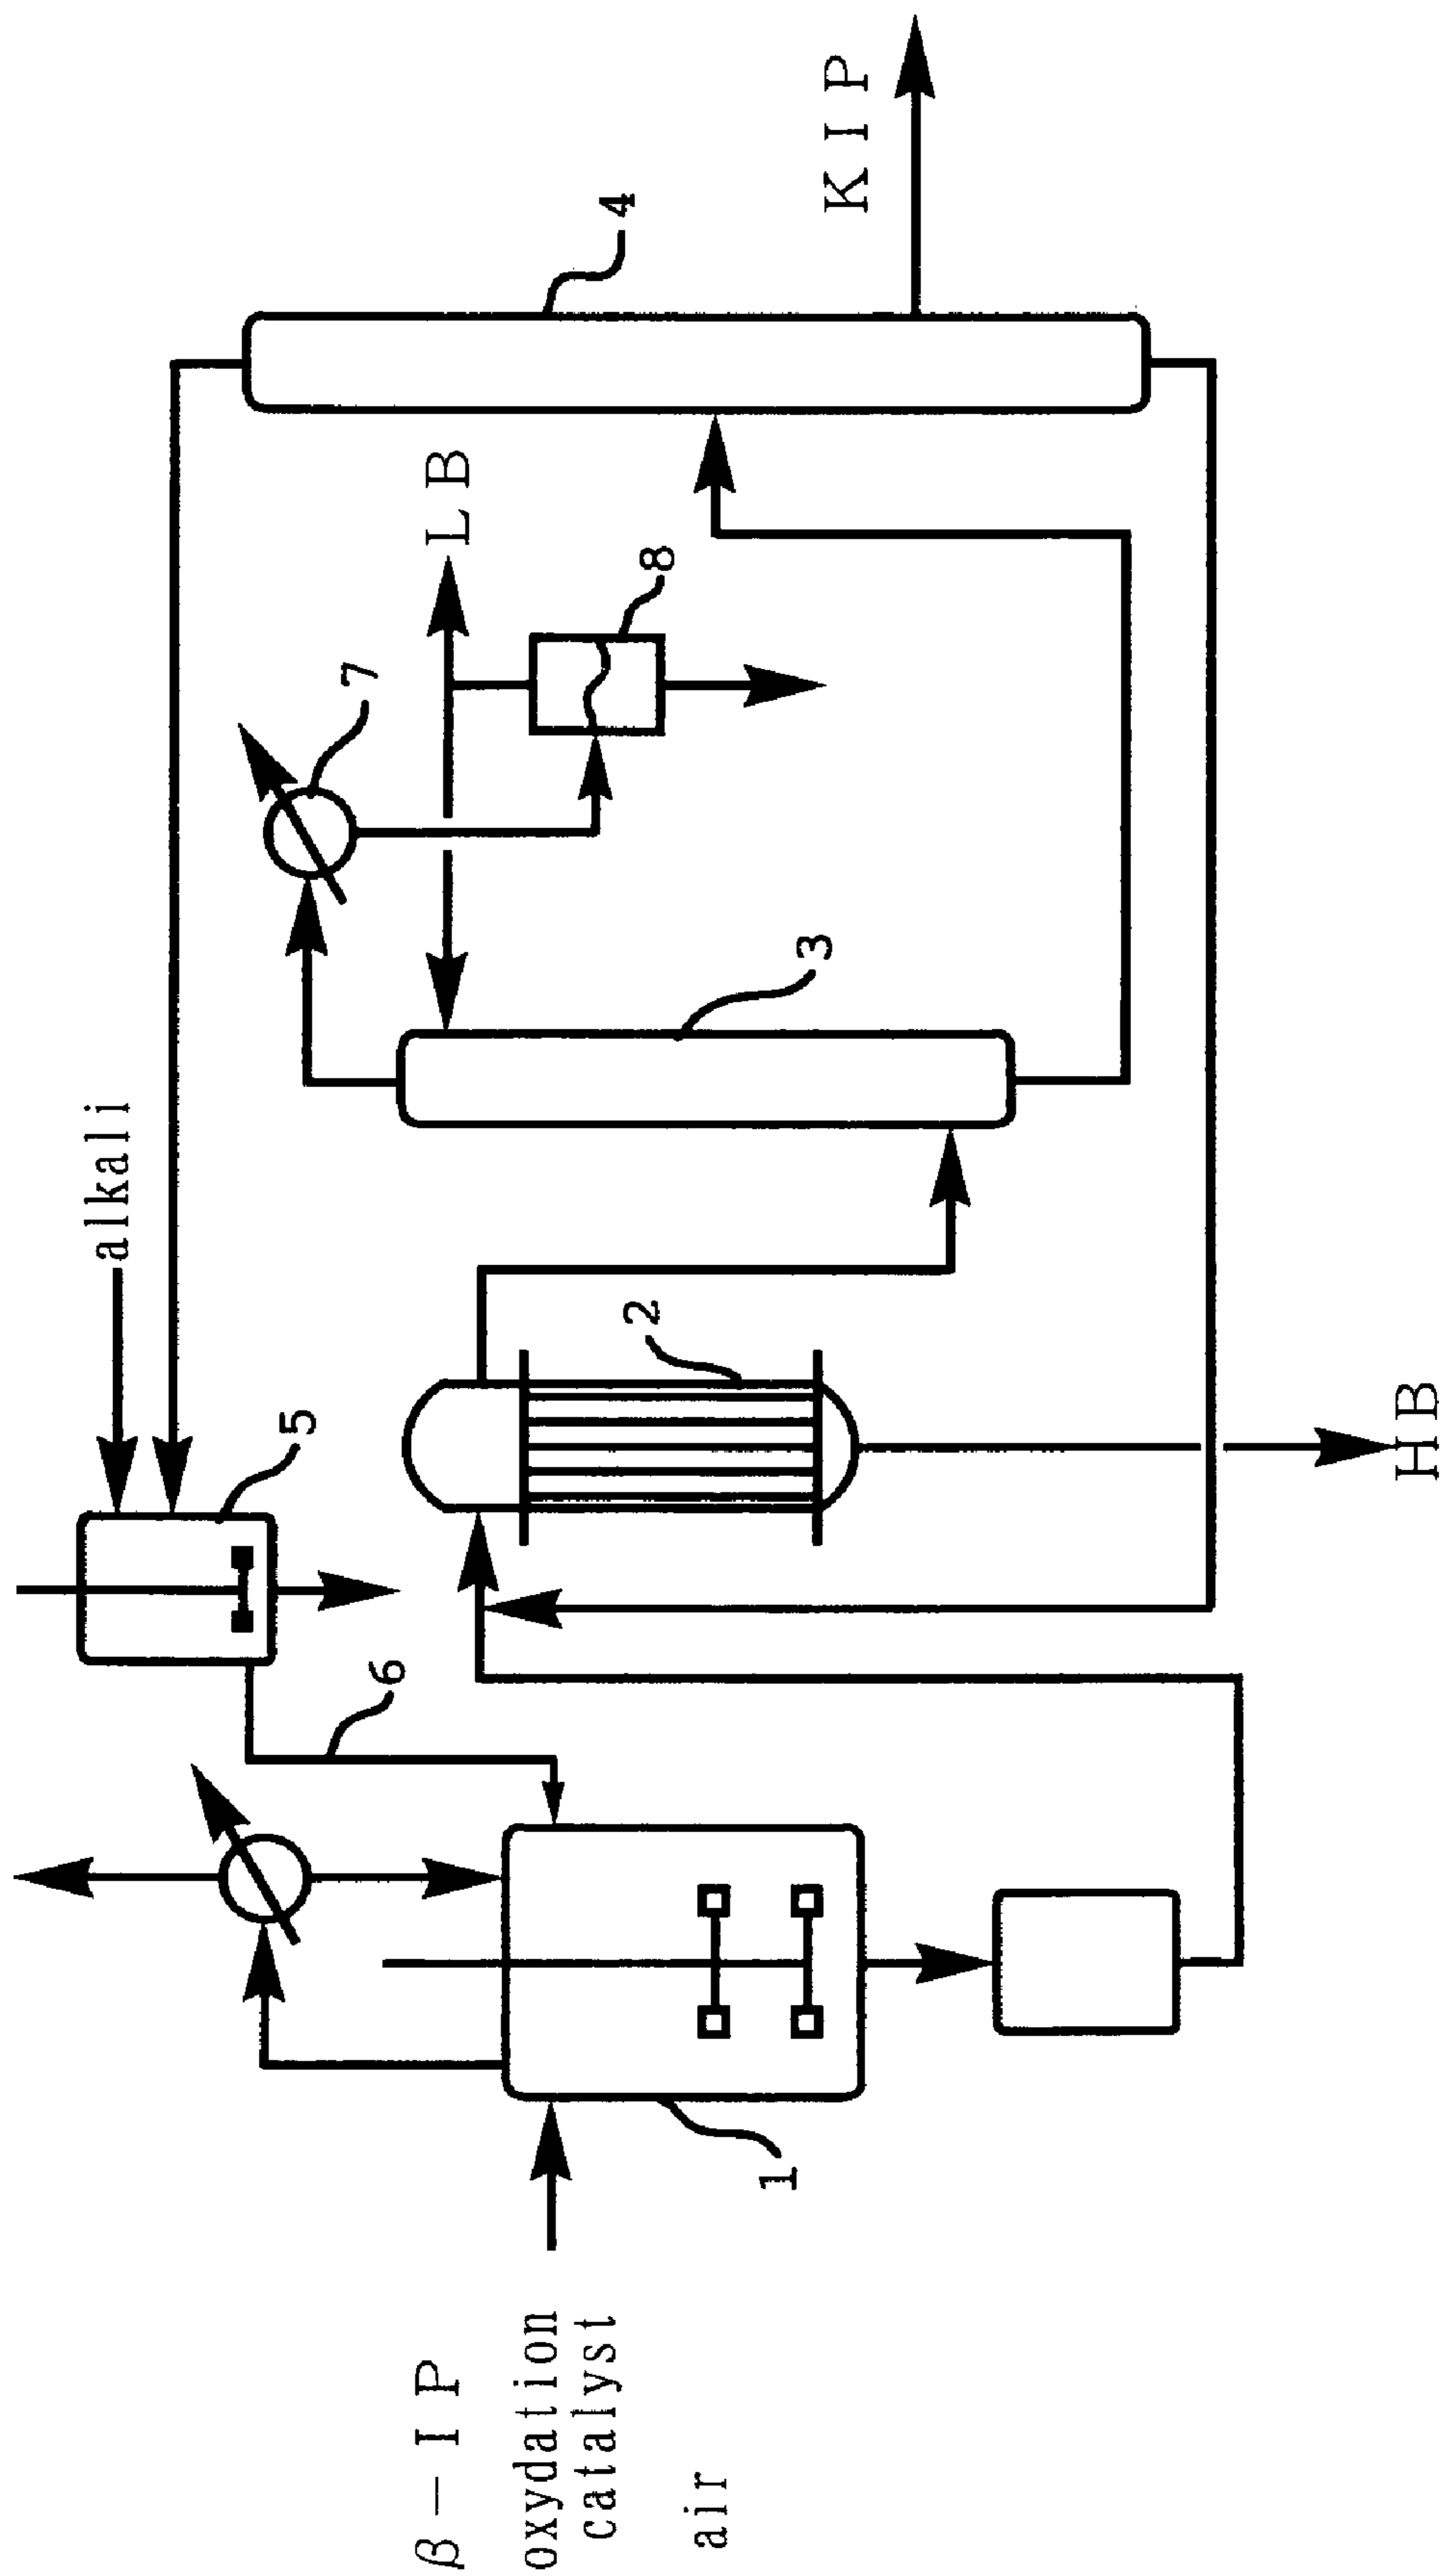 β-IP
oxydation
catalyst
air
1
6
5
alkali
2
HB
3
7
8
LB
4
KIP